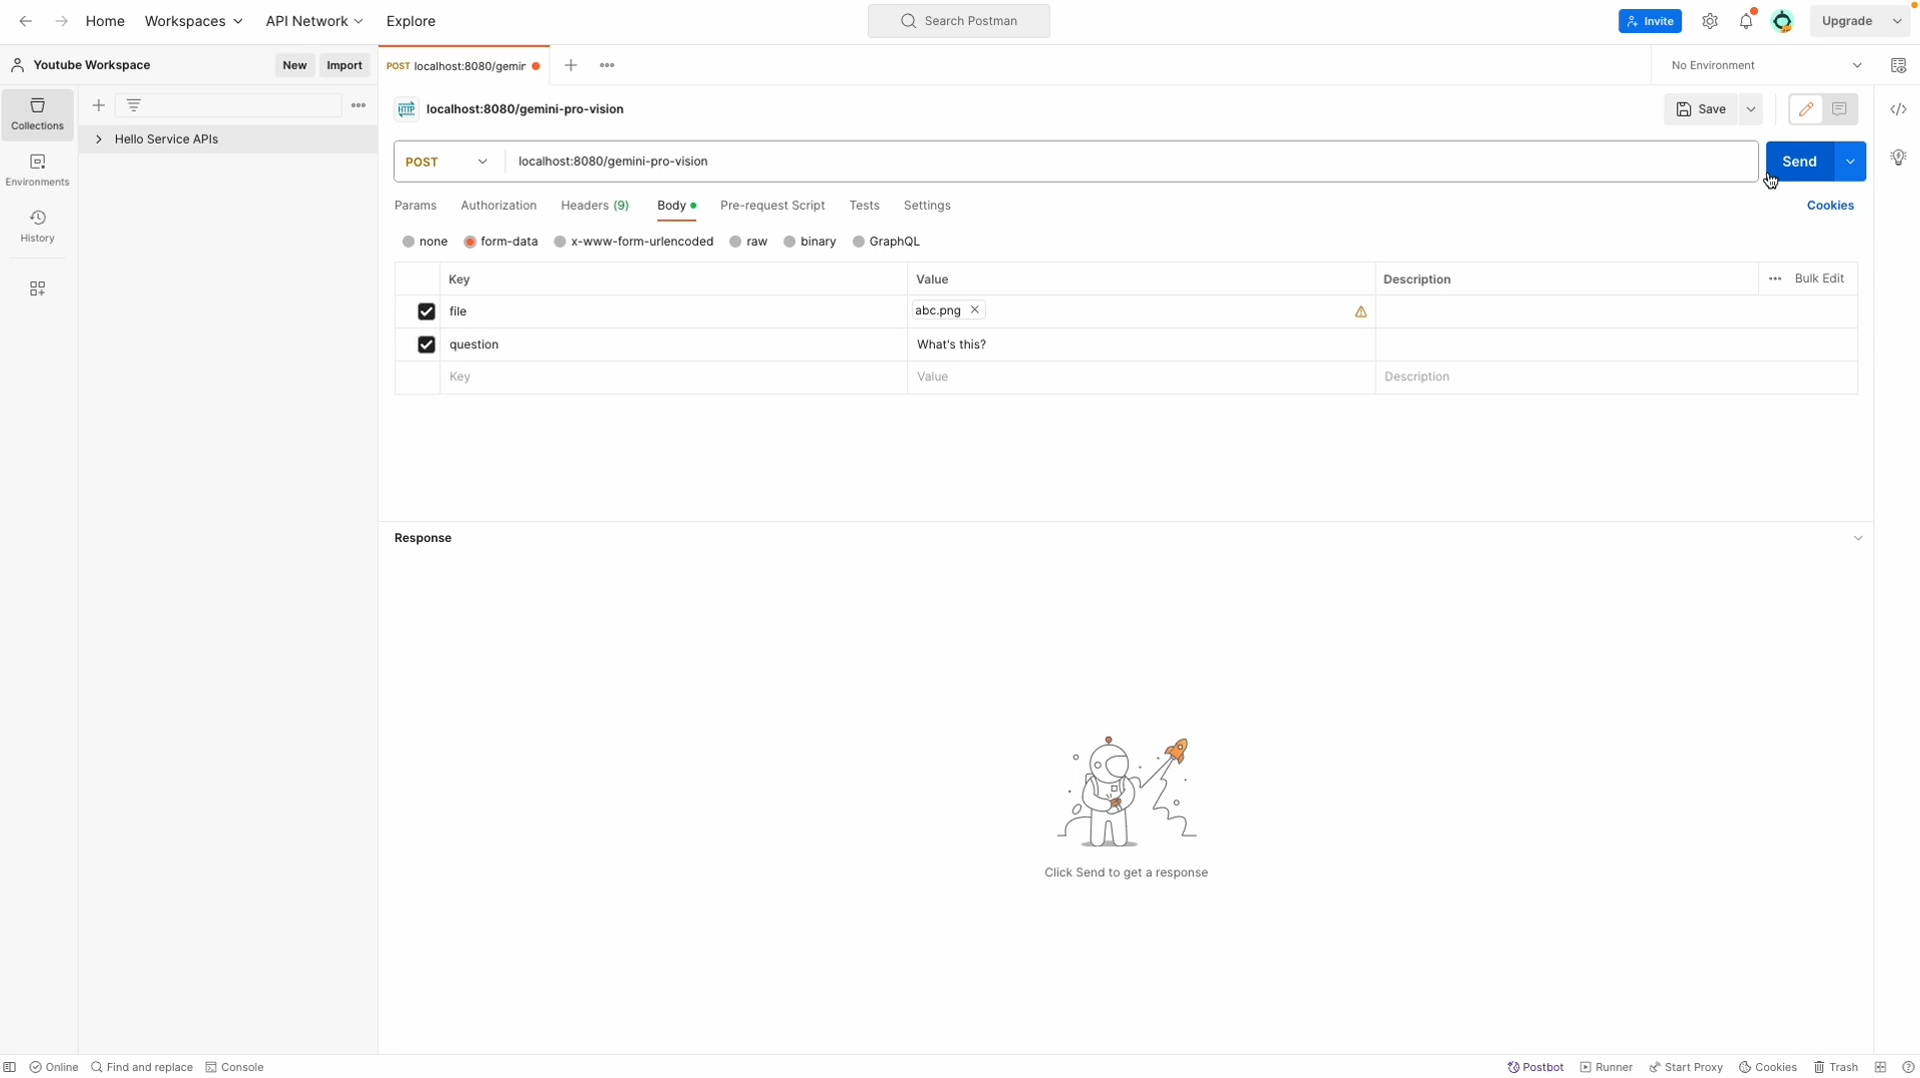 Home Workspaces API Network Explore Search Postman Invite Upgrade
Youtube Workspace New Import POST localhost:8080/gemir No Environment
Collections
Hello Service APIs
Environments
History
HTTP localhost:8080/gemini-pro-vision Save
POST localhost:8080/gemini-pro-vision Send
Params Authorization Headers (9) Body Pre-request Script Tests Settings Cookies
none form-data x-www-form-urlencoded raw binary GraphQL
Key Value Description Bulk Edit
file abc.png
question What's this?
Key Value Description
Response
Click Send to get a response
Online Find and replace Console Postbot Runner Start Proxy Cookies Trash